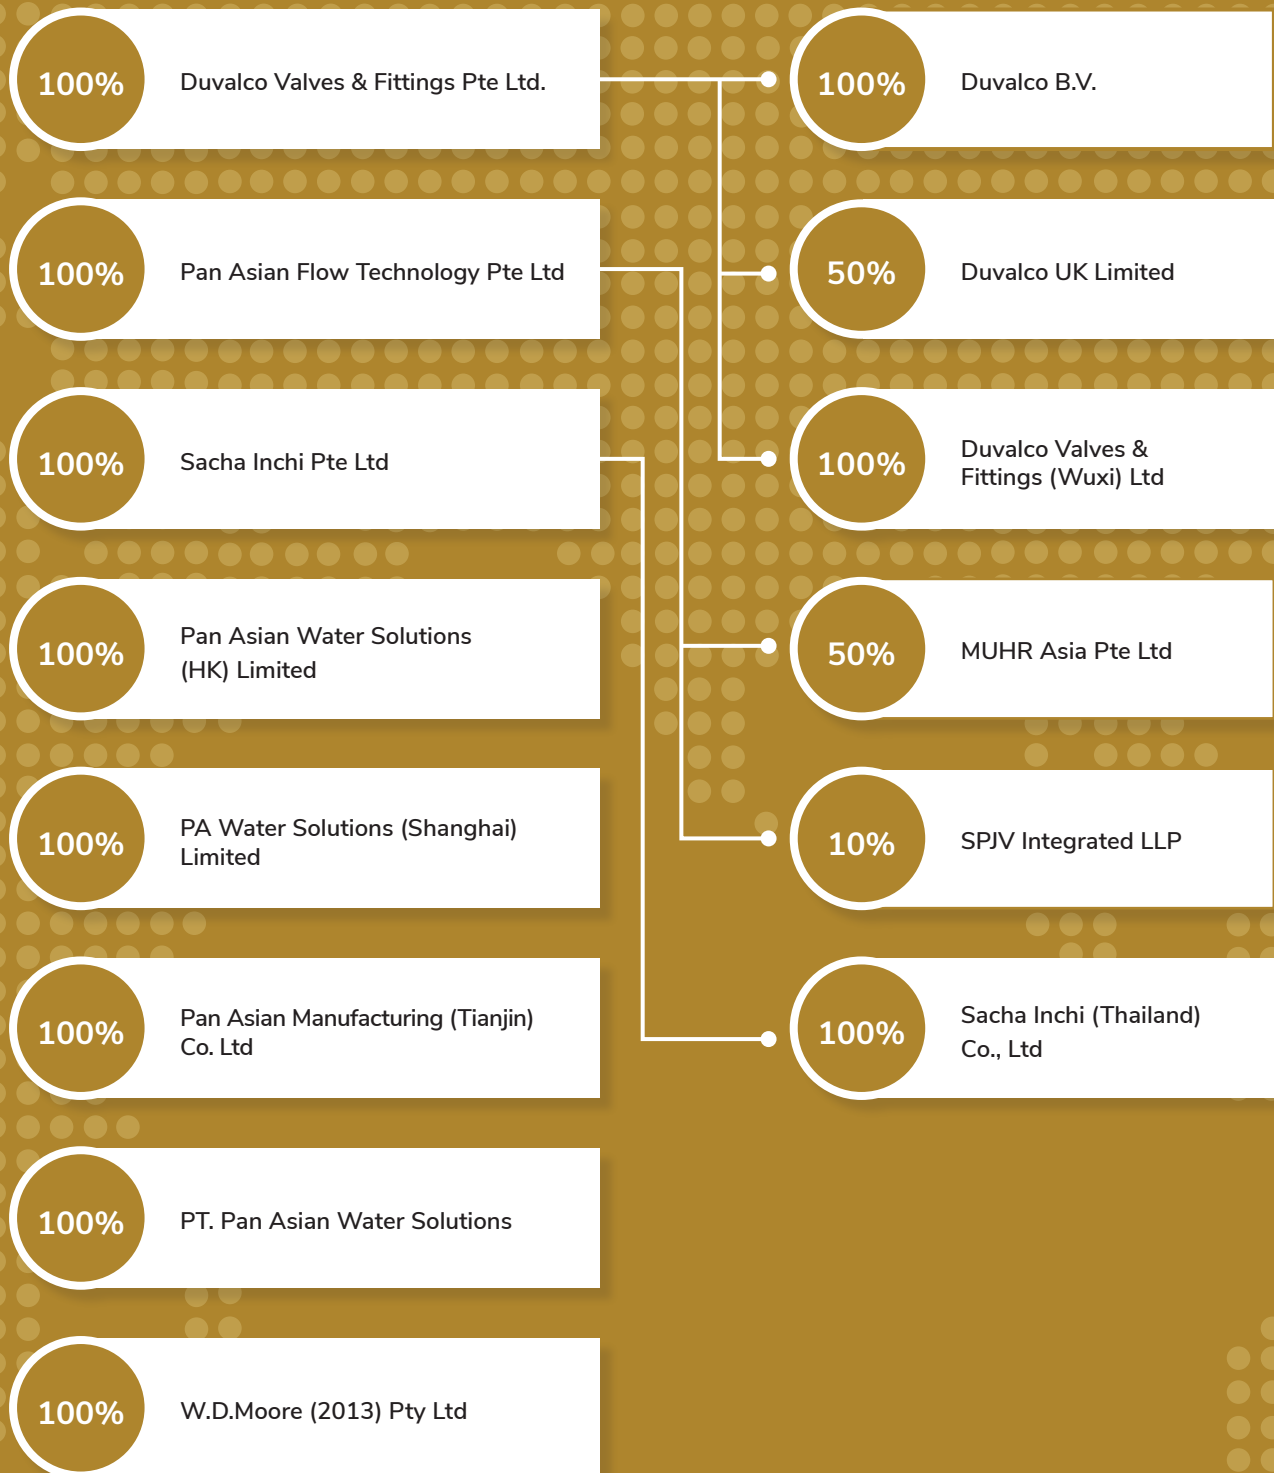 100%
Duvalco Valves & Fittings Pte Ltd.
100%
Pan Asian Flow Technology Pte Ltd
100%
Sacha Inchi Pte Ltd
100%
Pan Asian Water Solutions
(HK) Limited
100%
PA Water Solutions (Shanghai)
Limited
100%
Pan Asian Manufacturing (Tianjin)
Co. Ltd
100%
PT. Pan Asian Water Solutions
100%
W.D.Moore (2013) Pty Ltd
100%
Duvalco B.V.
50%
Duvalco UK Limited
100%
Duvalco Valves &
Fittings (Wuxi) Ltd
50%
MUHR Asia Pte Ltd
10%
SPJV Integrated LLP
100%
Sacha Inchi (Thailand)
Co., Ltd